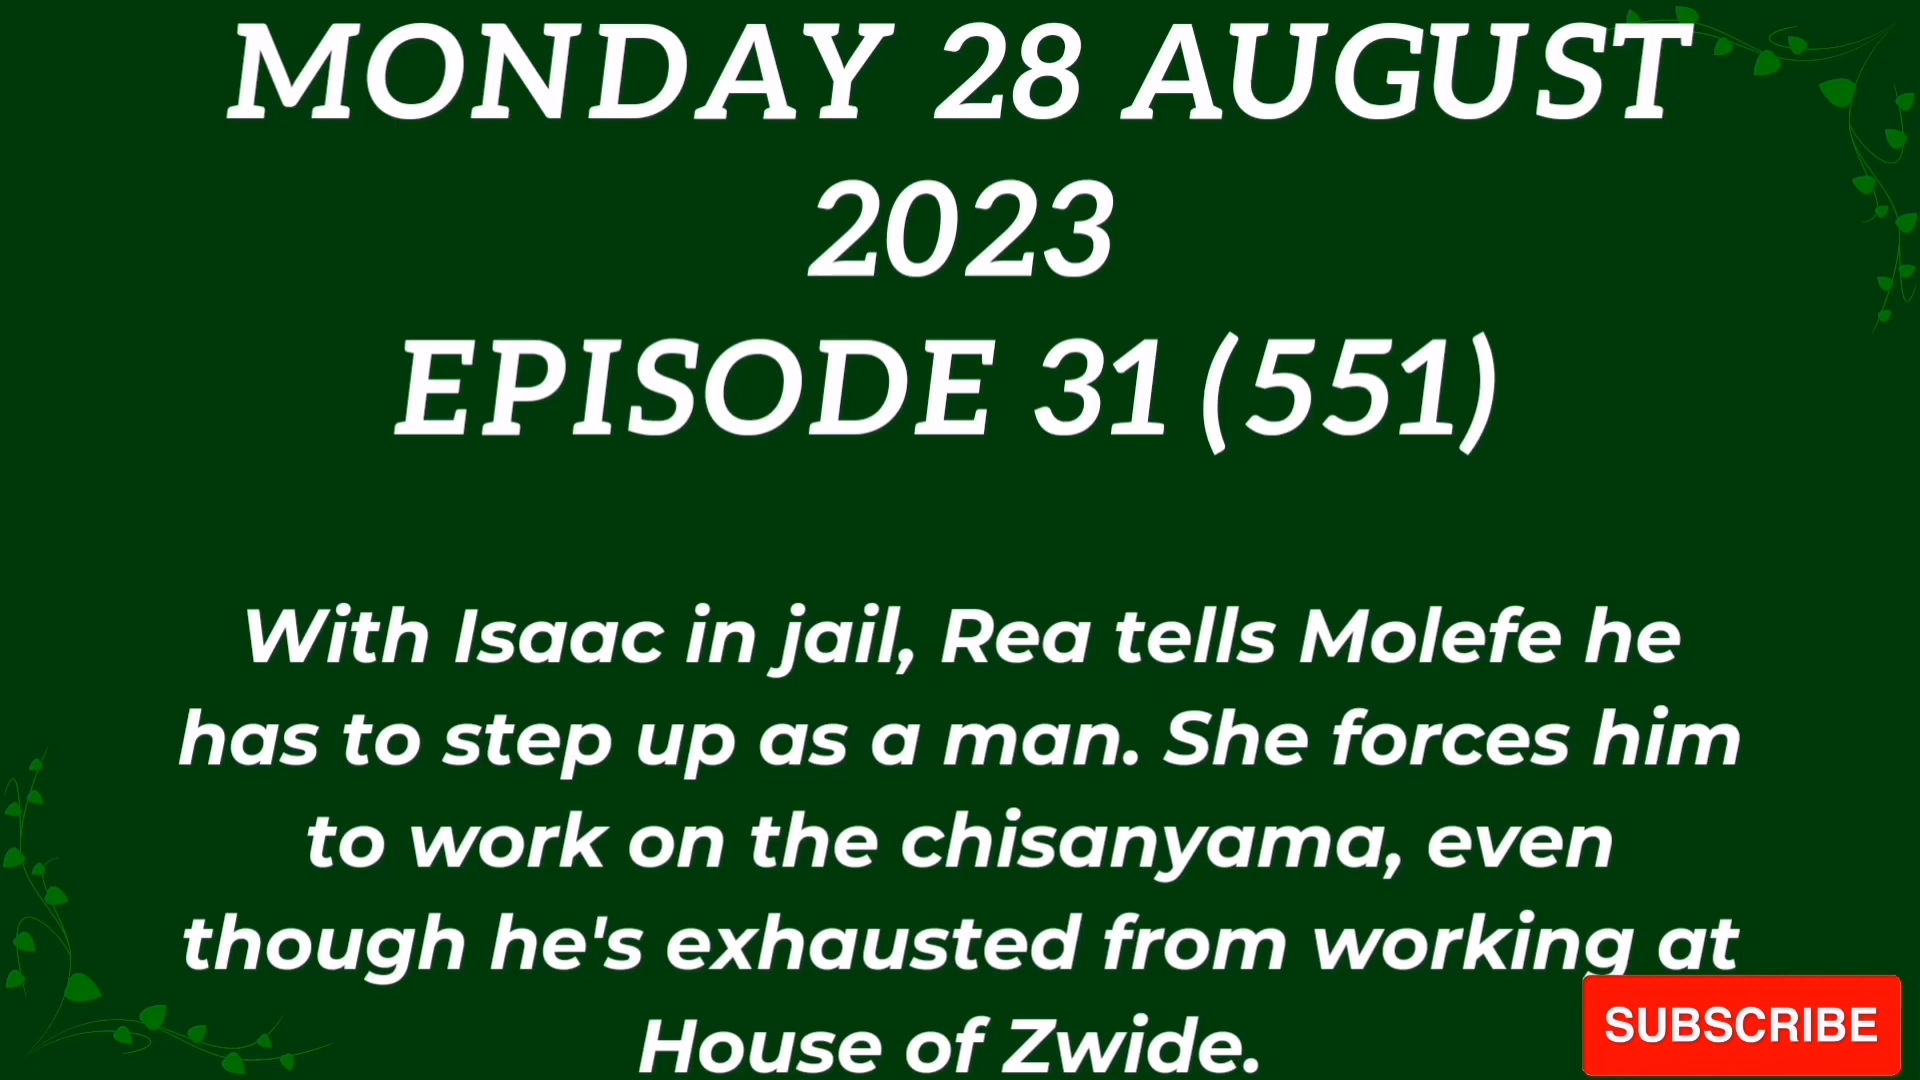 MONDAY 28 AUGUST
2023
EPISODE 31 (551)
With Isaac in jail, Rea tells Molefe he
has to step up as a man. She forces him
to work on the chisanyama, even
though he's exhausted from working at
House of Zwide.
SUBSCRIBE